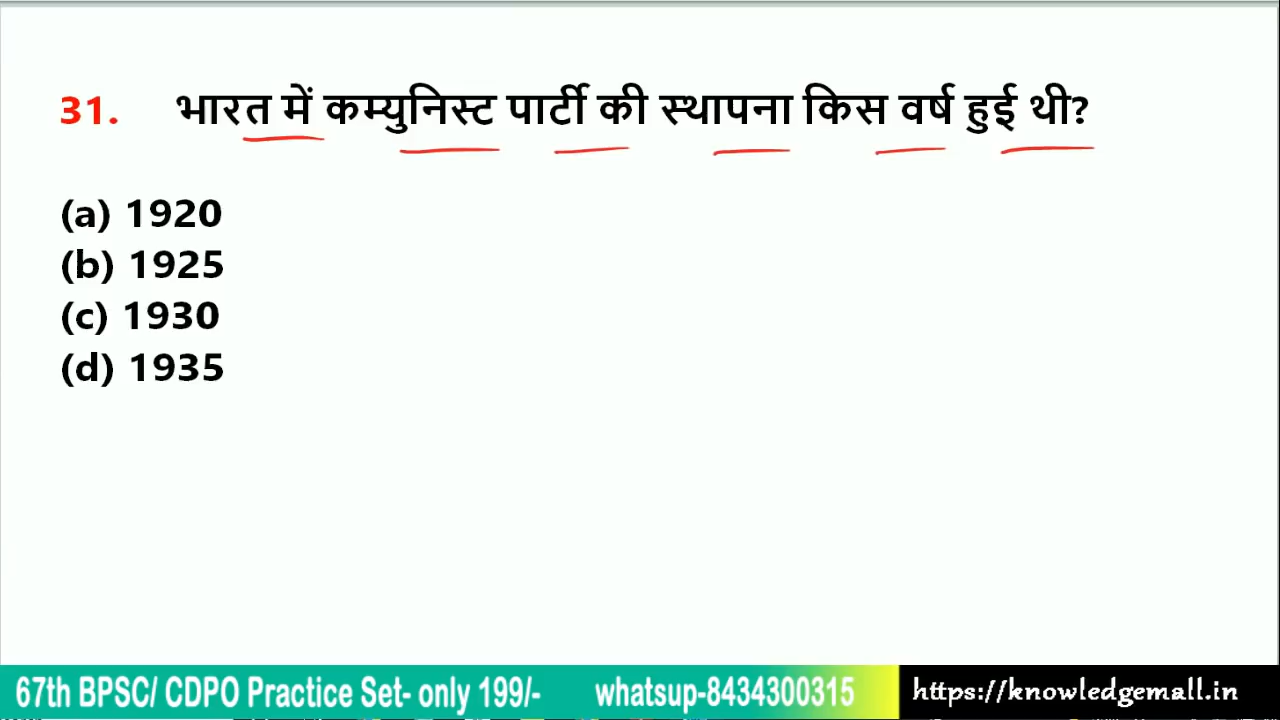 31. भारत में कम्युनिस्ट पार्टी की स्थापना किस वर्ष हुई थी?
(a) 1920
(b) 1925
(c) 1930
(d) 1935
67th BPSC/ CDPO Practice Set- only 199/- whatsup-8434300315 https://knowledgemall.in